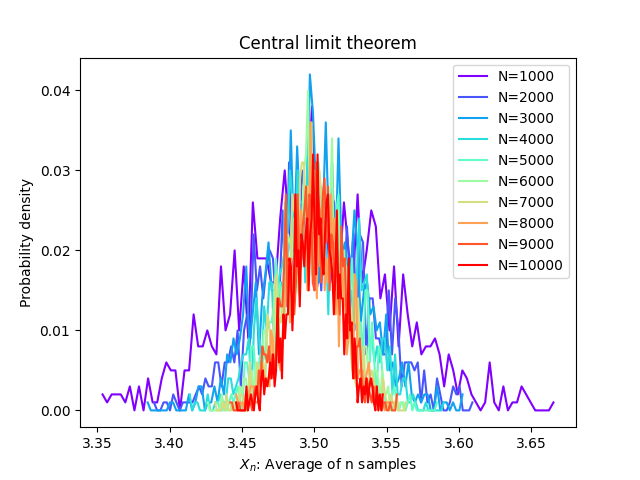 Central limit theorem
Probability density
0.04
0.03
0.02
0.01
0.00
3.35 3.40 3.45 3.50 3.55 3.60 3.65
Xₙ: Average of n samples
N=1000
N=2000
N=3000
N=4000
N=5000
N=6000
N=7000
N=8000
N=9000
N=10000